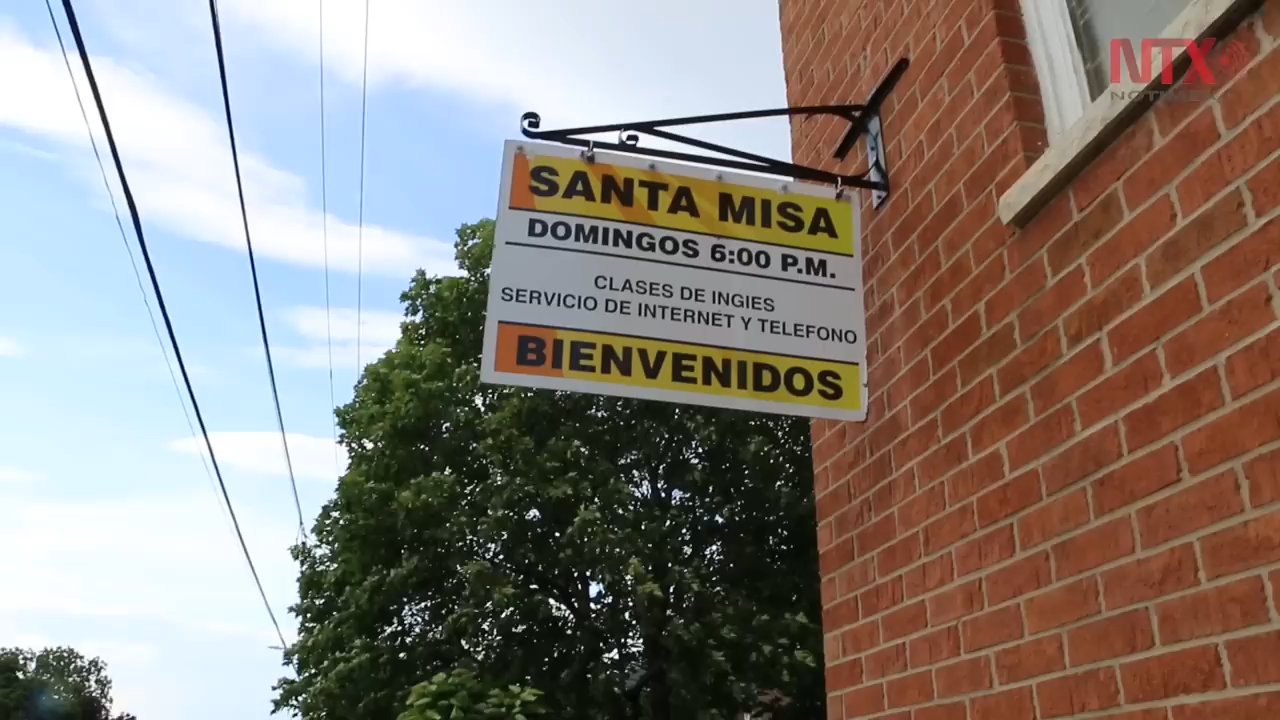 NTX
SANTA MISA
DOMINGOS 6:00 P.M.
CLASES DE INGIES
SERVICIO DE INTERNET Y TELEFONO
BIENVENIDOS